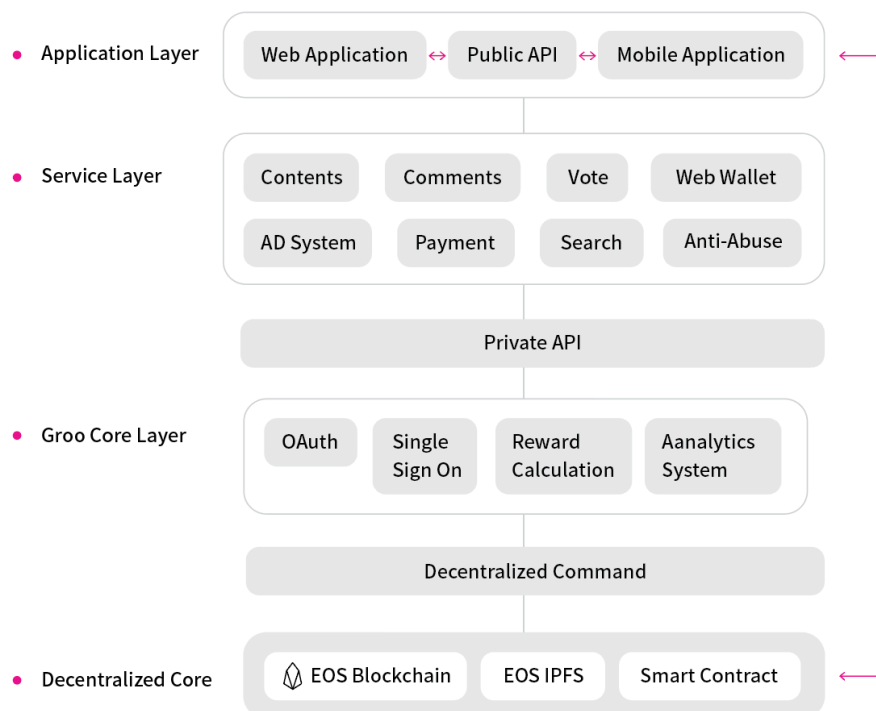 Application Layer
Web Application
Public API
Mobile Application
Service Layer
Contents
Comments
Vote
Web Wallet
AD System
Payment
Search
Anti-Abuse
Private API
Groo Core Layer
OAuth
Single
Sign On
Reward
Calculation
Aanalytics
System
Decentralized Command
Decentralized Core
EOS Blockchain
EOS IPFS
Smart Contract